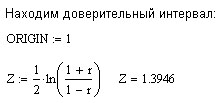 Находим доверительный интервал:
ORIGIN := 1
Z := 1/2 · ln((1 + r)/(1 − r)) Z = 1.3946